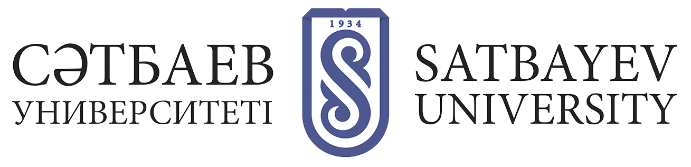 СӘТБАЕВ
УНИВЕРСИТЕТІ
1934
SATBAYEV
UNIVERSITY